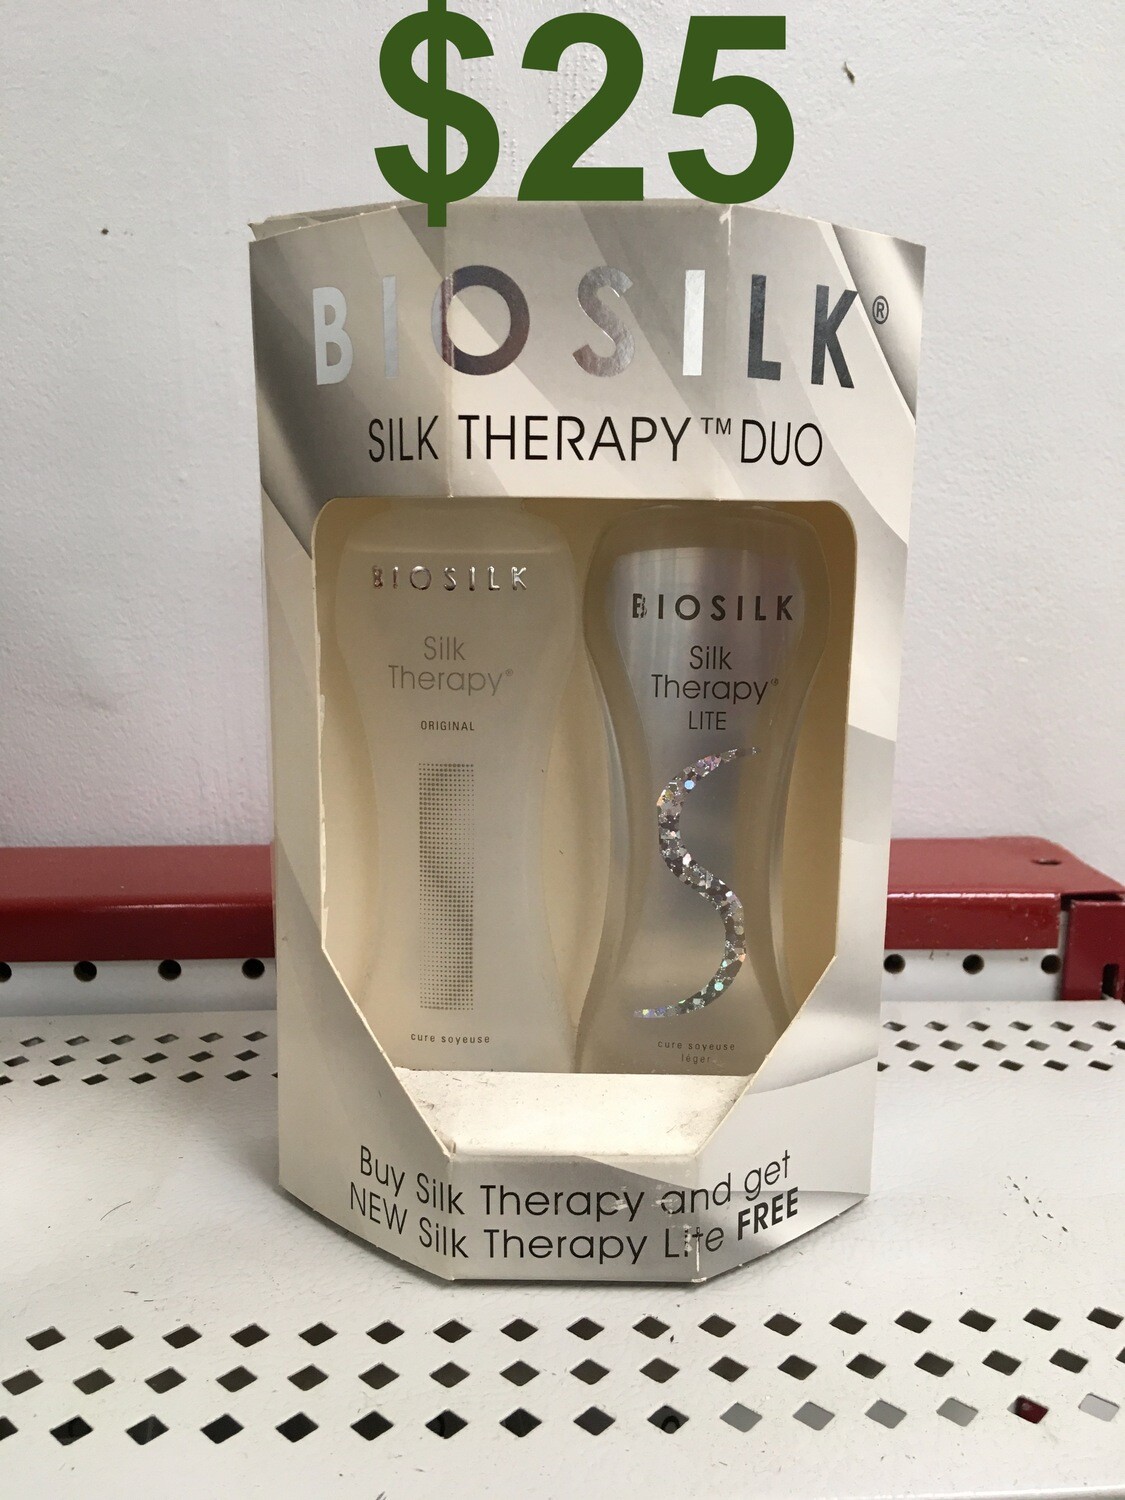 $25
BIOSILK®
SILK THERAPY™ DUO
BIOSILK
Silk
Therapy®
ORIGINAL
cure soyeuse
BIOSILK
Silk
Therapy®
LITE
cure soyeuse
léger
Buy Silk Therapy and get
NEW Silk Therapy Lite FREE